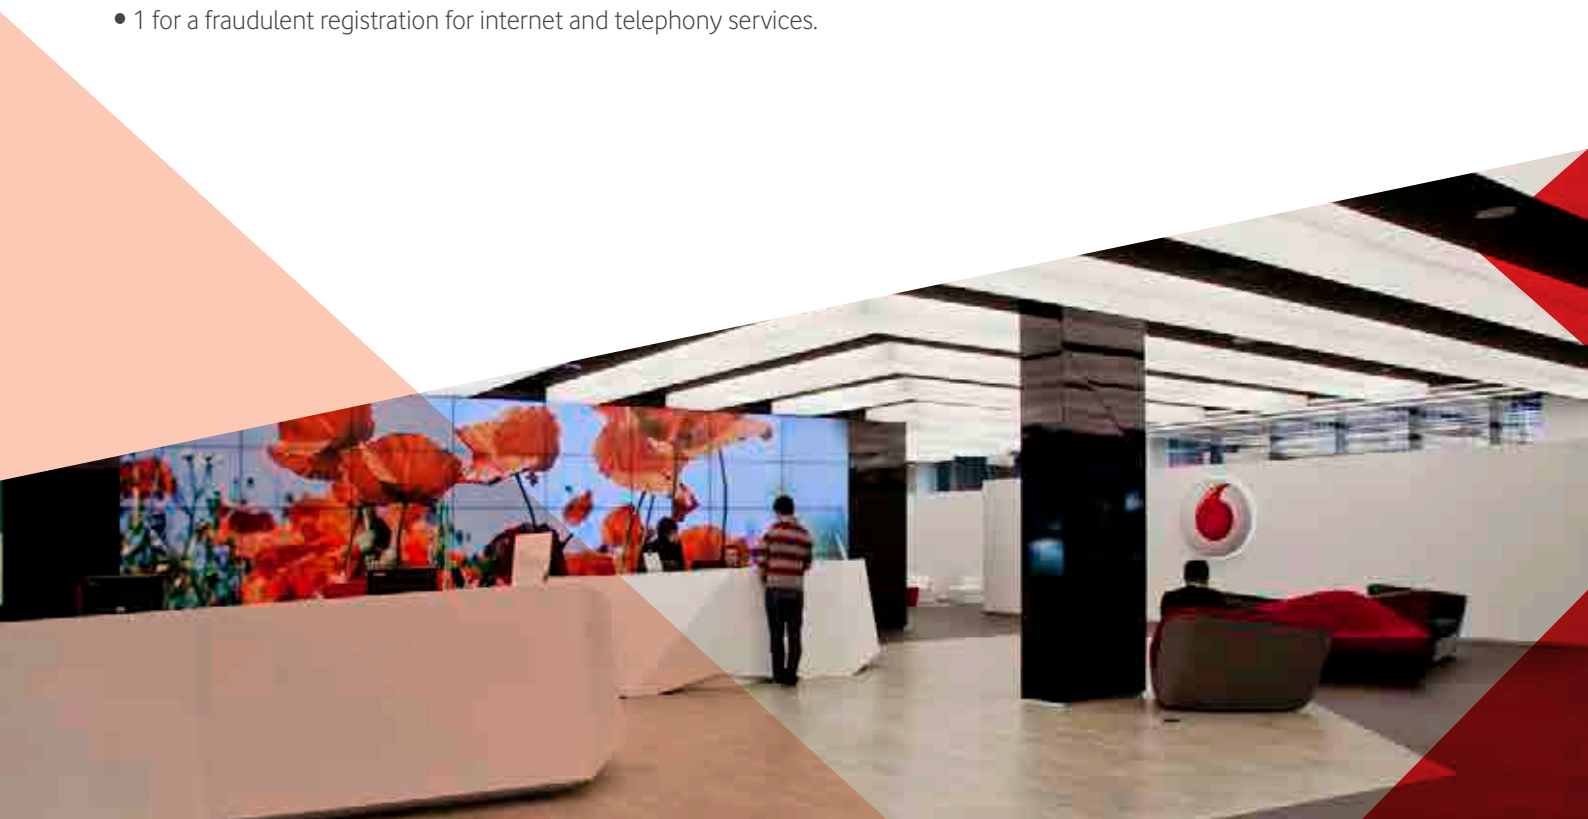 • 1 for a fraudulent registration for internet and telephony services.